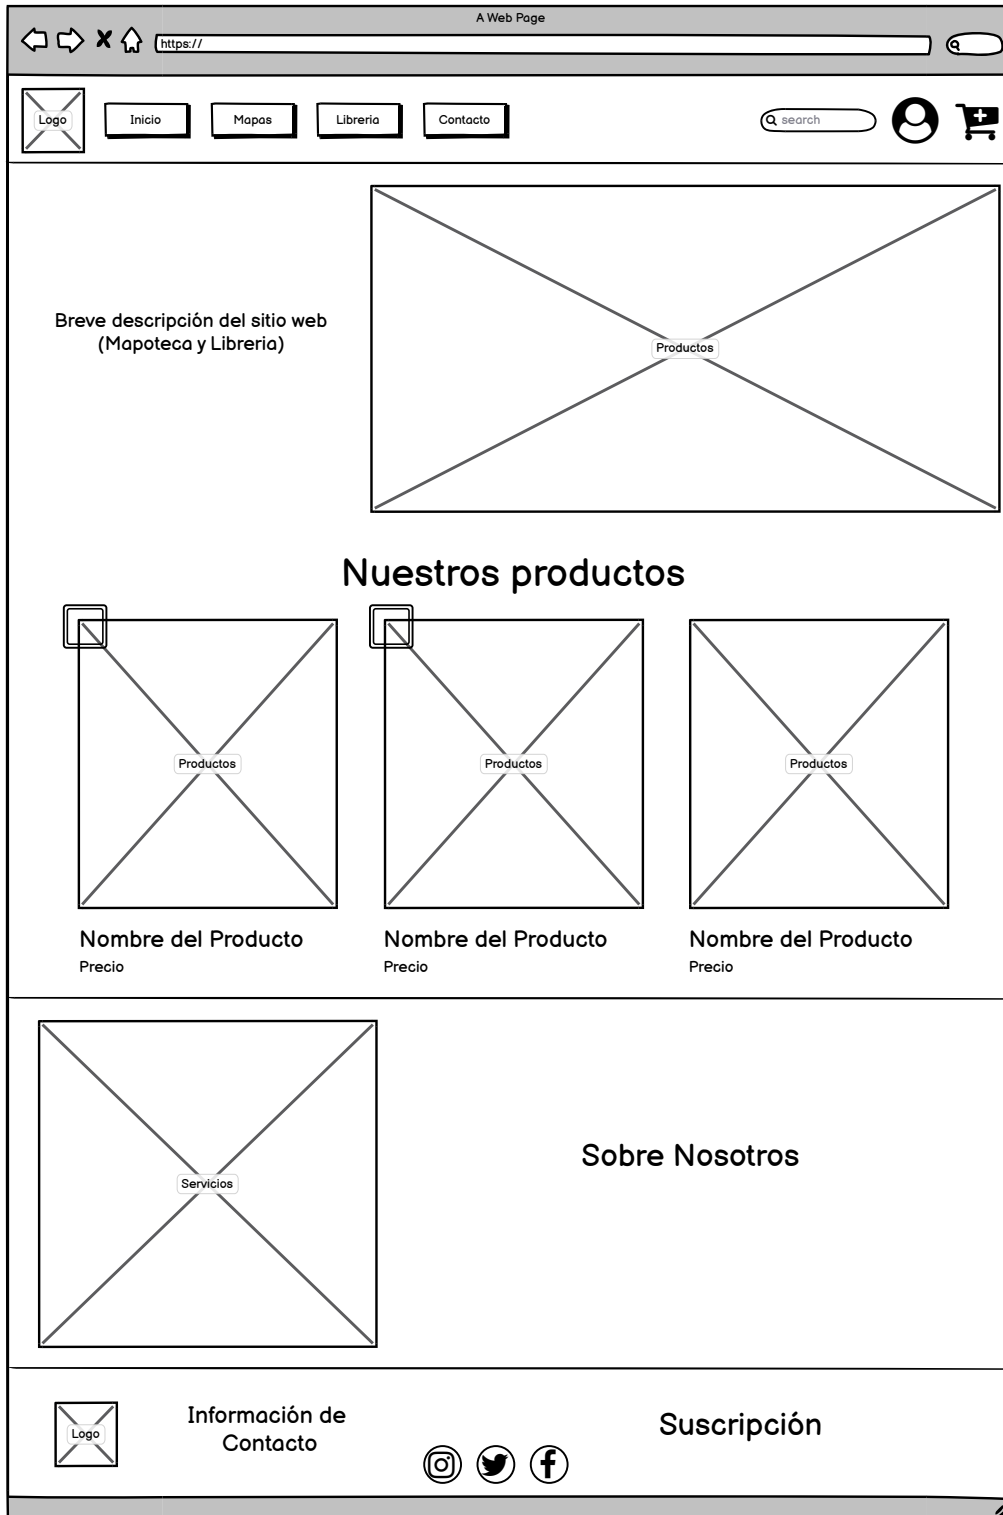 A Web Page
https://
Logo
Inicio
Mapas
Libreria
Contacto
search
Breve descripción del sitio web
(Mapoteca y Libreria)
Productos
Nuestros productos
Productos
Productos
Productos
Nombre del Producto
Precio
Nombre del Producto
Precio
Nombre del Producto
Precio
Servicios
Sobre Nosotros
Logo
Información de
Contacto
Suscripción